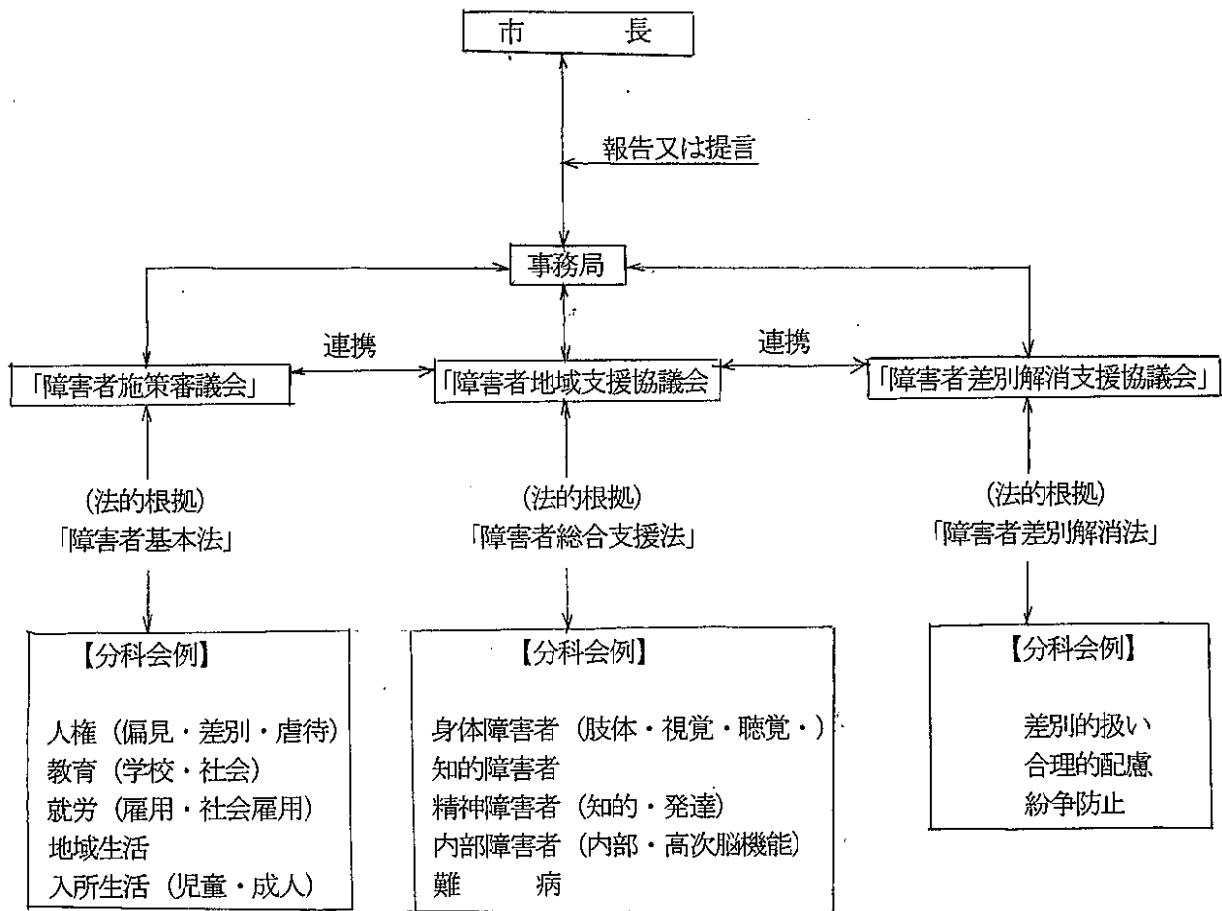 市　　　長
報告又は提言
事務局
連携
連携
「障害者施策審議会」
「障害者地域支援協議会
「障害者差別解消支援協議会」
(法的根拠)
「障害者基本法」
(法的根拠)
「障害者総合支援法」
(法的根拠)
「障害者差別解消法」
【分科会例】
人権（偏見・差別・虐待）
教育（学校・社会）
就労（雇用・社会雇用）
地域生活
入所生活（児童・成人）
【分科会例】
身体障害者（肢体・視覚・聴覚・）
知的障害者
精神障害者（知的・発達）
内部障害者（内部・高次脳機能）
難　　病
【分科会例】
差別的扱い
合理的配慮
紛争防止